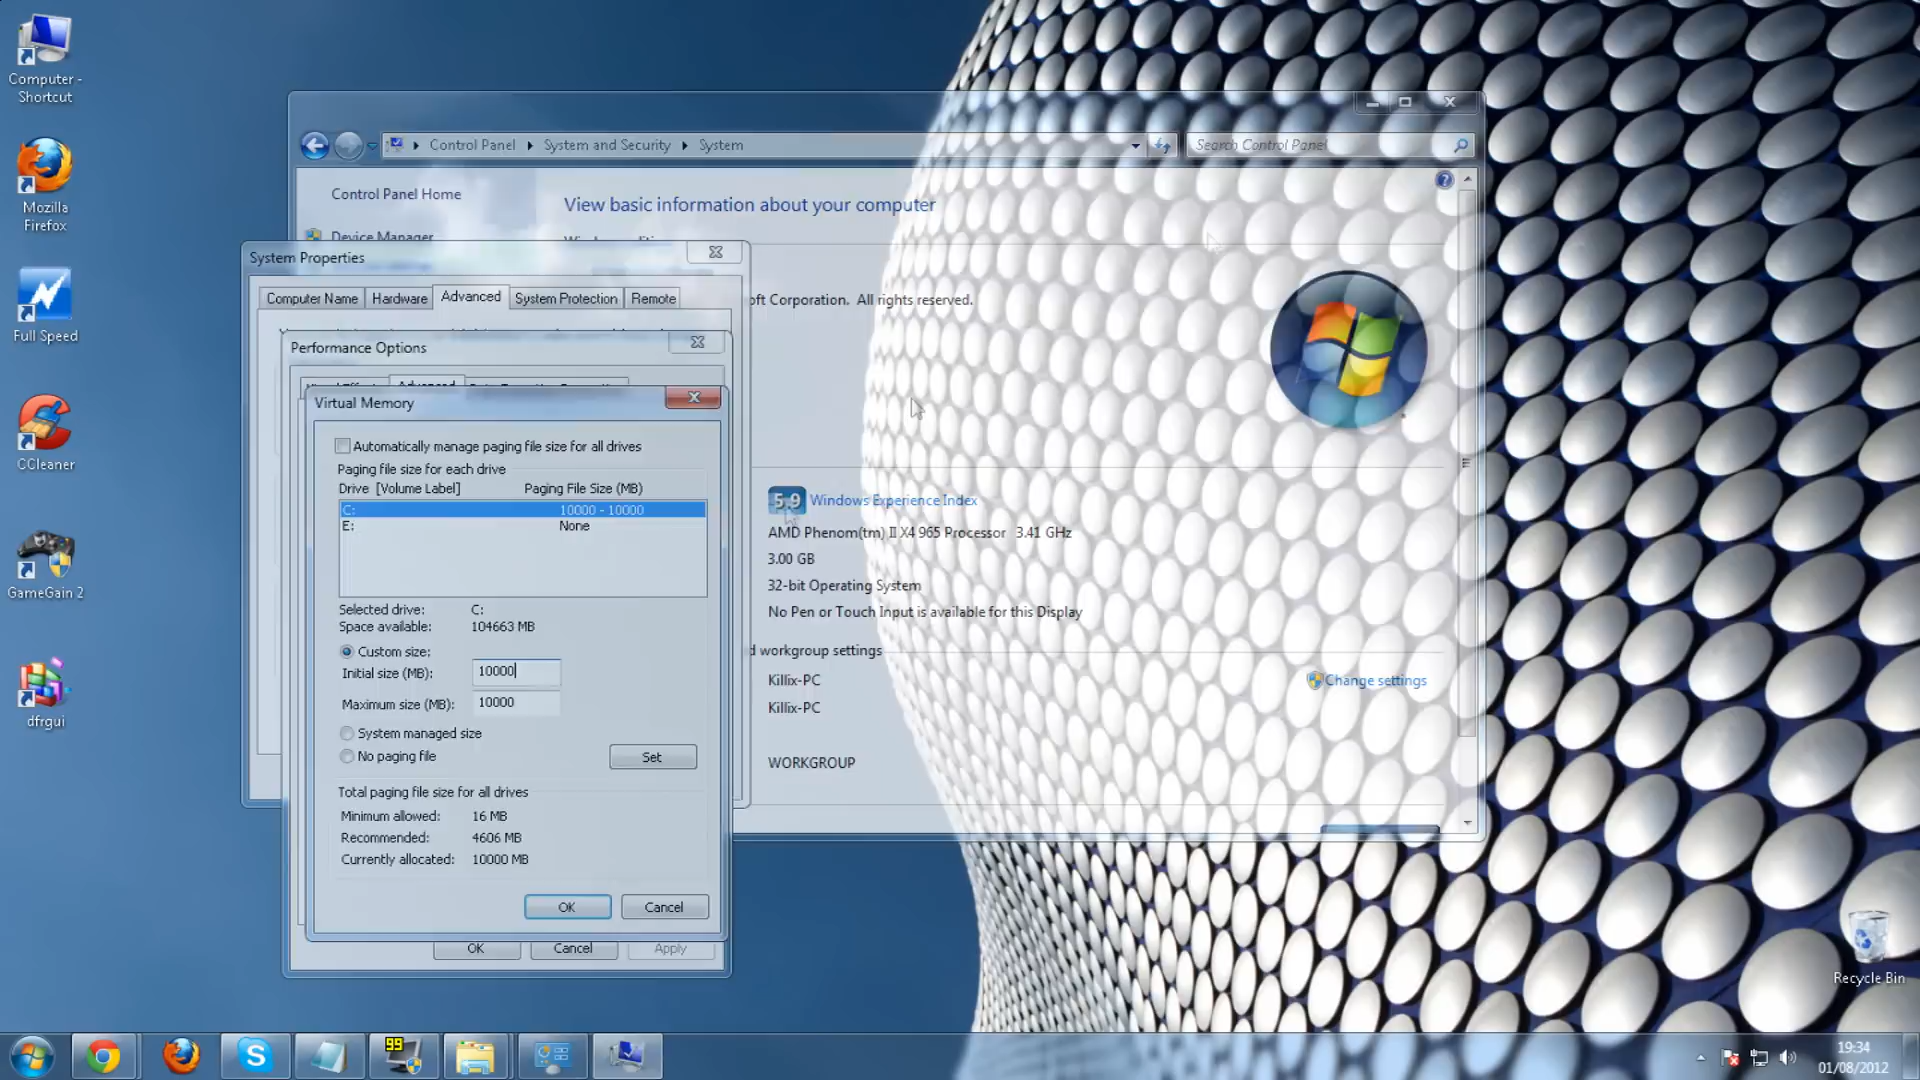 Computer -
Shortcut
Mozilla
Firefox
Full Speed
CCleaner
GameGain 2
dfrgui
Control Panel
System and Security
System
Search Control Panel
Control Panel Home
Device Manager
View basic information about your computer
System Properties
Computer Name
Hardware
Advanced
System Protection
Remote
oft Corporation. All rights reserved.
Performance Options
Advanced
Virtual Memory
Automatically manage paging file size for all drives
Paging file size for each drive
Drive [Volume Label]
Paging File Size (MB)
C:
10000 - 10000
E:
None
Selected drive:
C:
Space available:
104663 MB
Custom size:
Initial size (MB):
10000
Maximum size (MB):
10000
System managed size
No paging file
Set
Total paging file size for all drives
Minimum allowed:
16 MB
Recommended:
4606 MB
Currently allocated:
10000 MB
OK
Cancel
OK
Cancel
Apply
5.9
Windows Experience Index
AMD Phenom(tm) II X4 965 Processor 3.41 GHz
3.00 GB
32-bit Operating System
No Pen or Touch Input is available for this Display
d workgroup settings
Killix-PC
Change settings
Killix-PC
WORKGROUP
Recycle Bin
99
19:34
01/08/2012